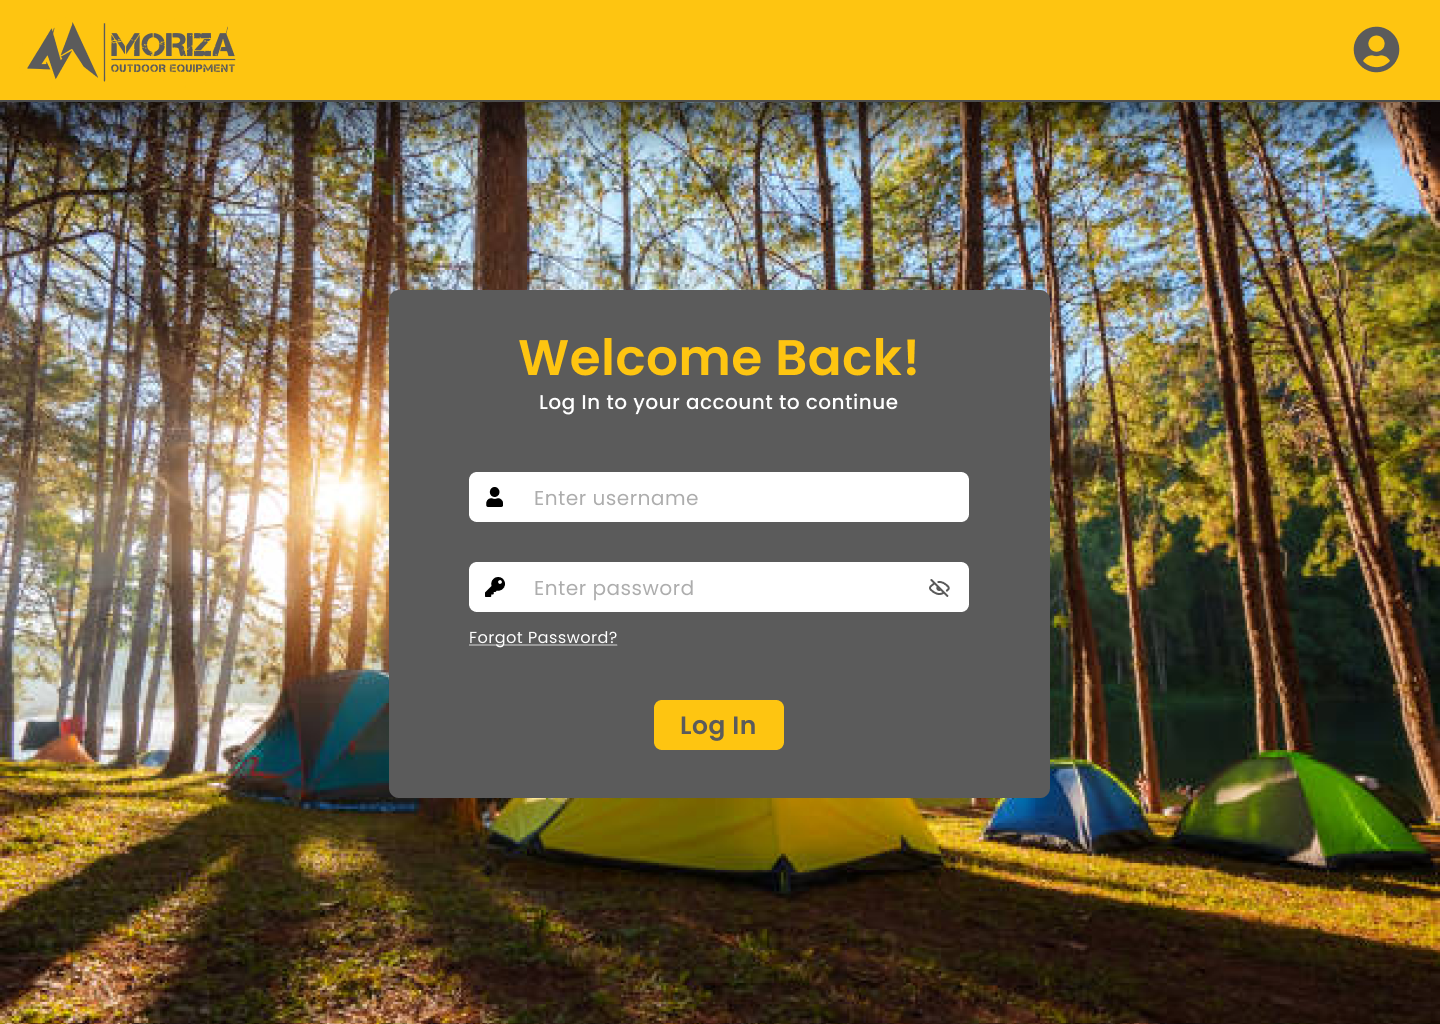 MORIZA
OUTDOOR EQUIPMENT
Welcome Back!
Log In to your account to continue
Enter username
Enter password
Forgot Password?
Log In